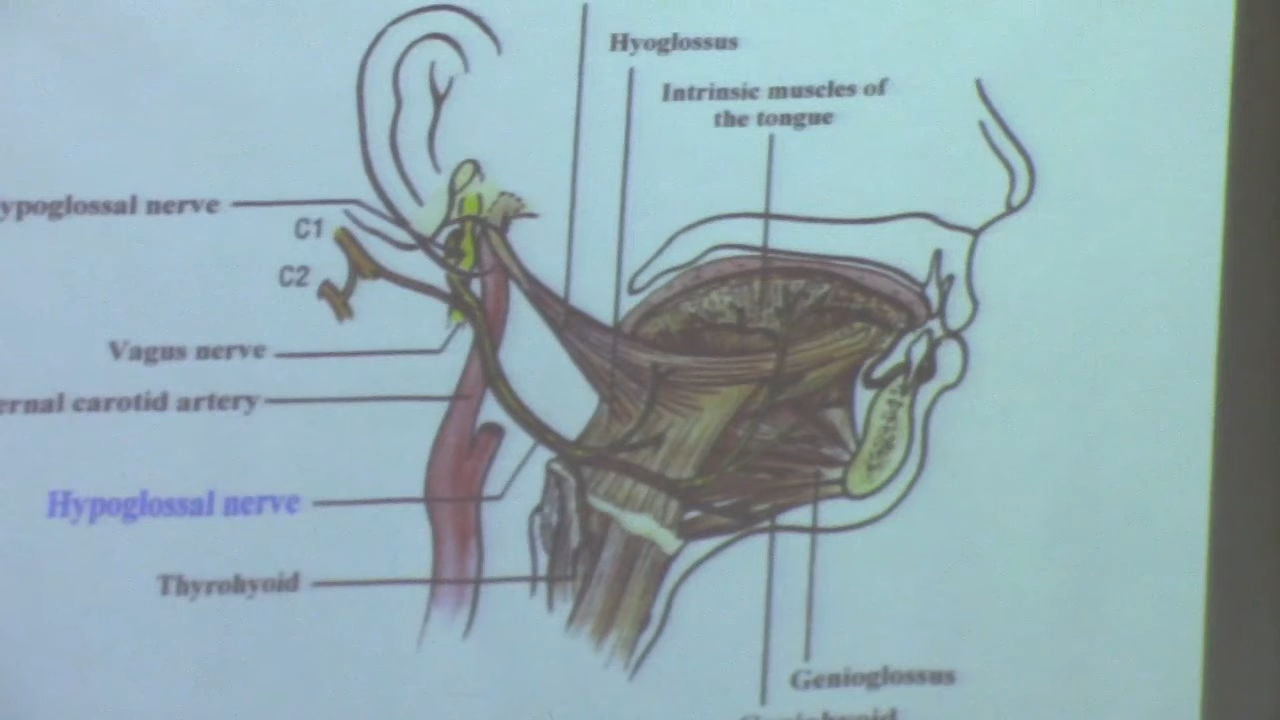 Hyoglossus
Intrinsic muscles of
the tongue
ypoglossal nerve
C1
C2
Vagus nerve
ernal carotid artery
Hypoglossal nerve
Thyrohyoid
Genioglossus
Geniohyoid